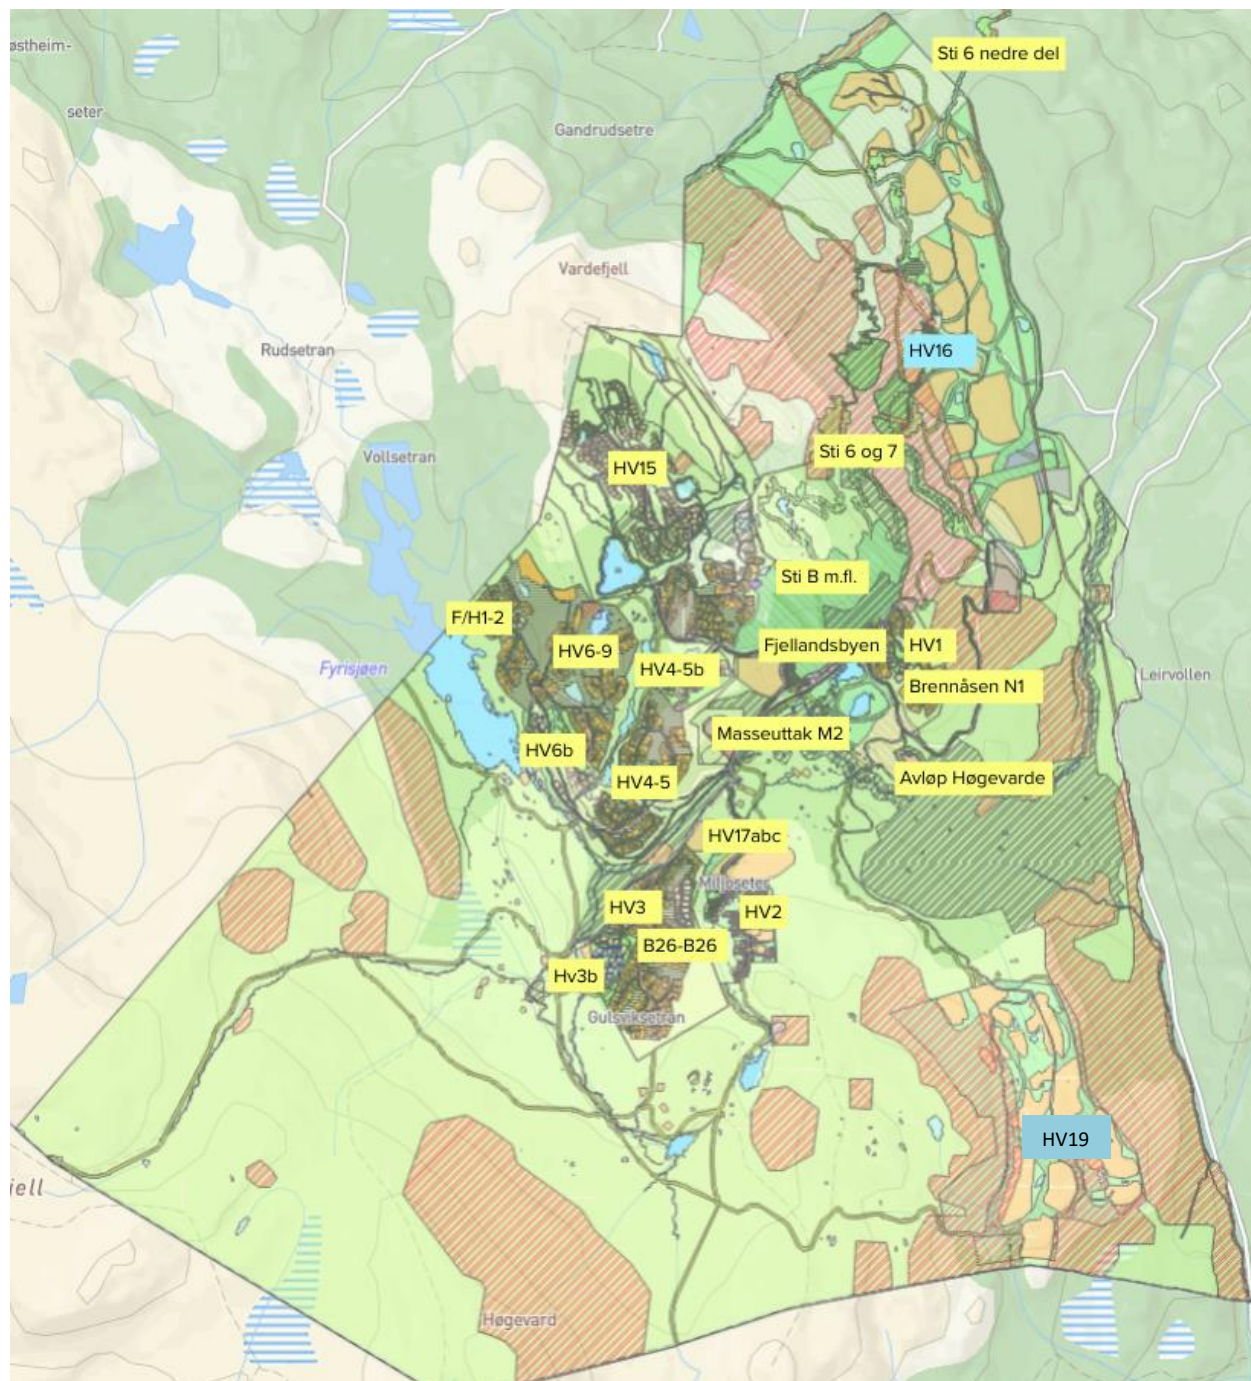 Sti 6 nedre del
østheim-
seter
Gandrudsetre
Vardefjell
Rudsetran
HV16
Vollsetran
Sti 6 og 7
HV15
Sti B m.fl.
F/H1-2
HV6-9
Fjellandsbyen
HV1
Fyrisjøen
HV4-5b
Leirvollen
Brennåsen N1
Masseuttak M2
HV6b
HV4-5
Avløp Høgevarde
HV17abc
Miljøseter
HV3
HV2
B26-B26
Hv3b
Gulsviksetran
HV19
jell
Høgevard